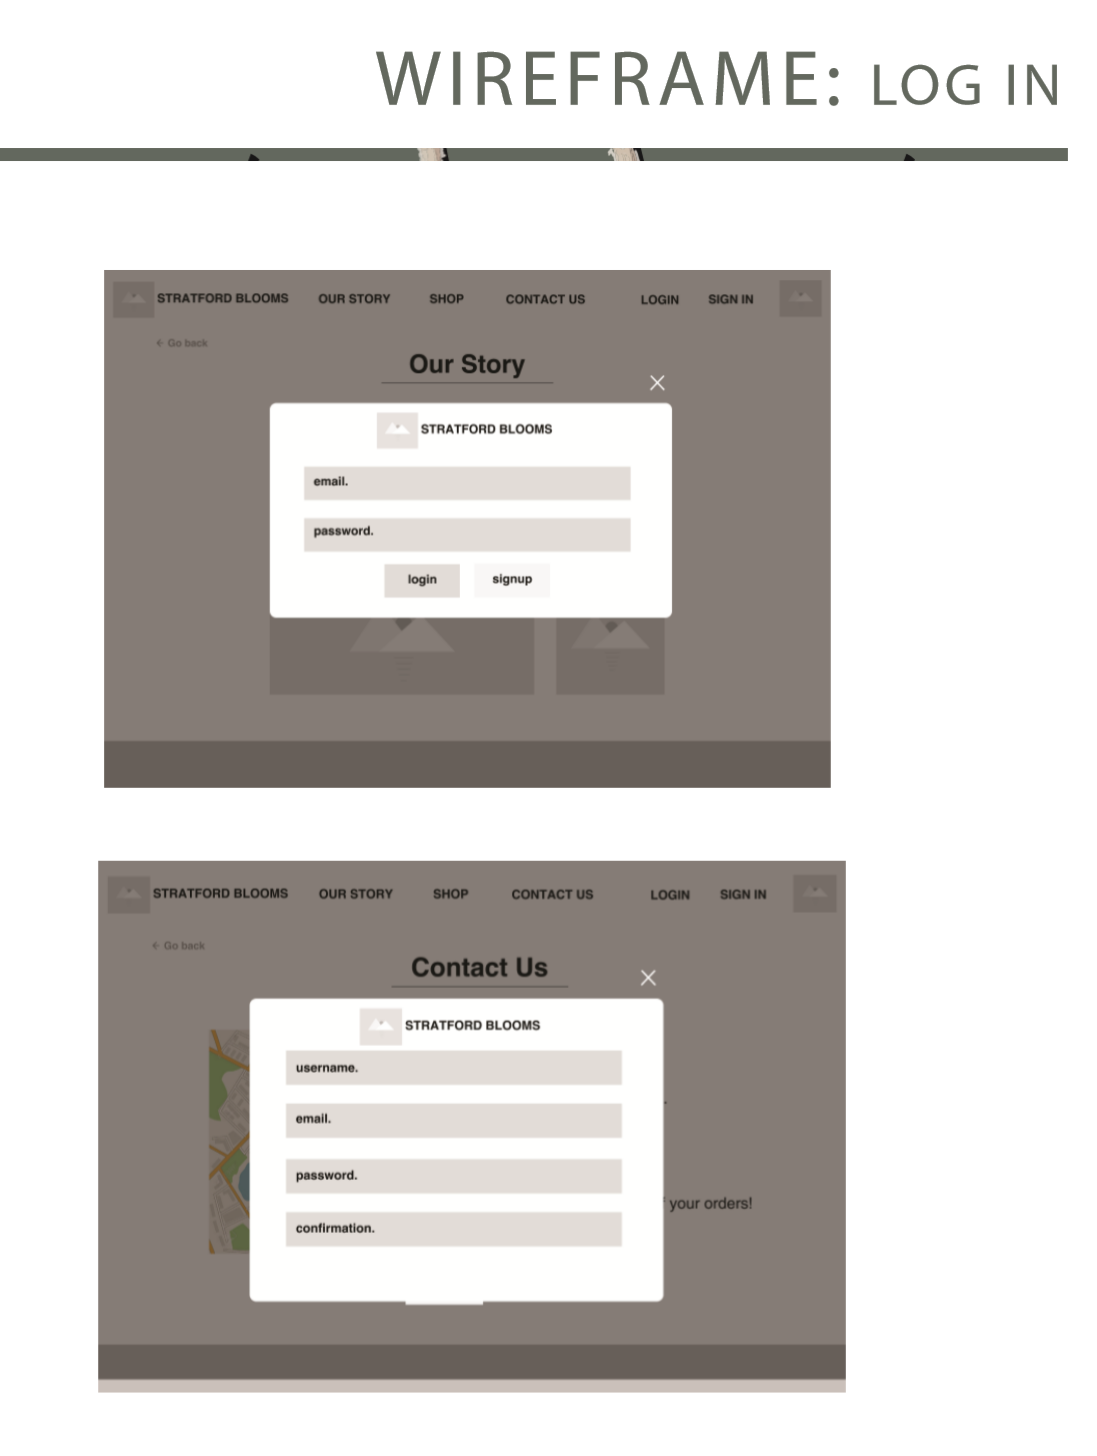 WIREFRAME: LOG IN
STRATFORD BLOOMS OUR STORY SHOP CONTACT US LOGIN SIGN IN
← Go back
Our Story
STRATFORD BLOOMS
email.
password.
login signup
STRATFORD BLOOMS OUR STORY SHOP CONTACT US LOGIN SIGN IN
← Go back
Contact Us
STRATFORD BLOOMS
username.
email.
password.
your orders!
confirmation.